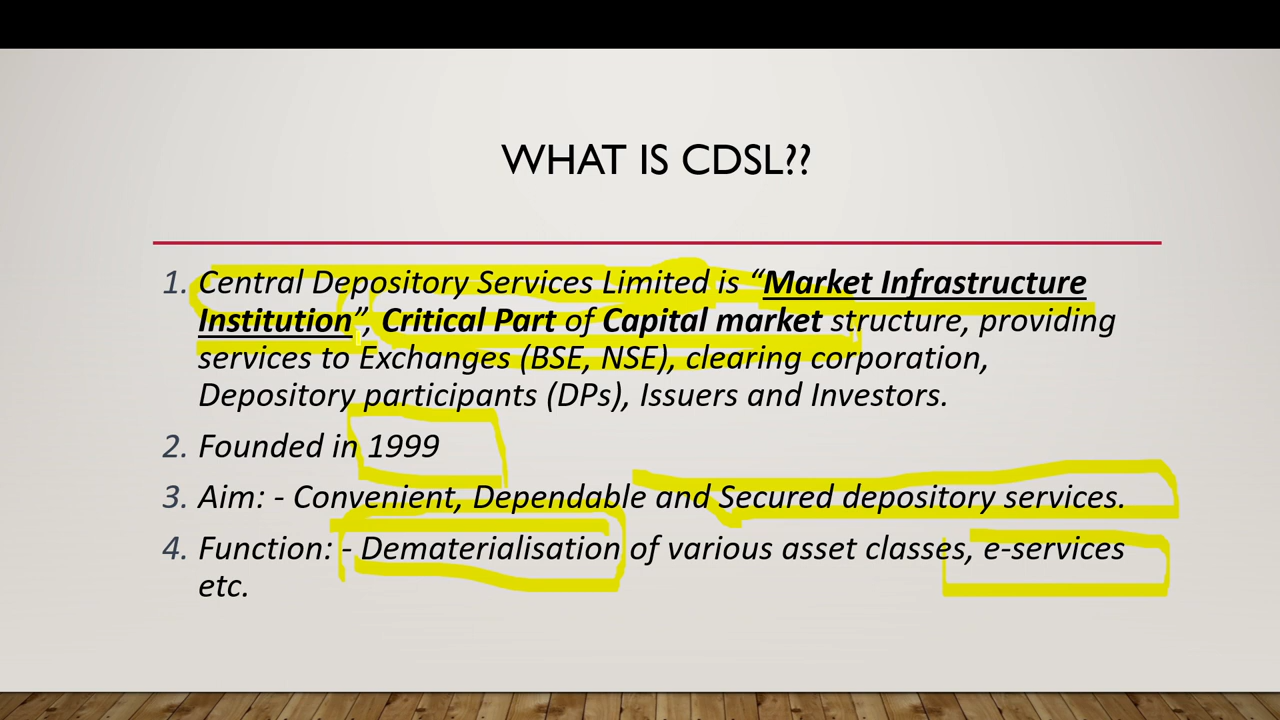 WHAT IS CDSL??
1. Central Depository Services Limited is “Market Infrastructure
Institution”, Critical Part of Capital market structure, providing
services to Exchanges (BSE, NSE), clearing corporation,
Depository participants (DPs), Issuers and Investors.
2. Founded in 1999
3. Aim: - Convenient, Dependable and Secured depository services.
4. Function: - Dematerialisation of various asset classes, e-services
etc.